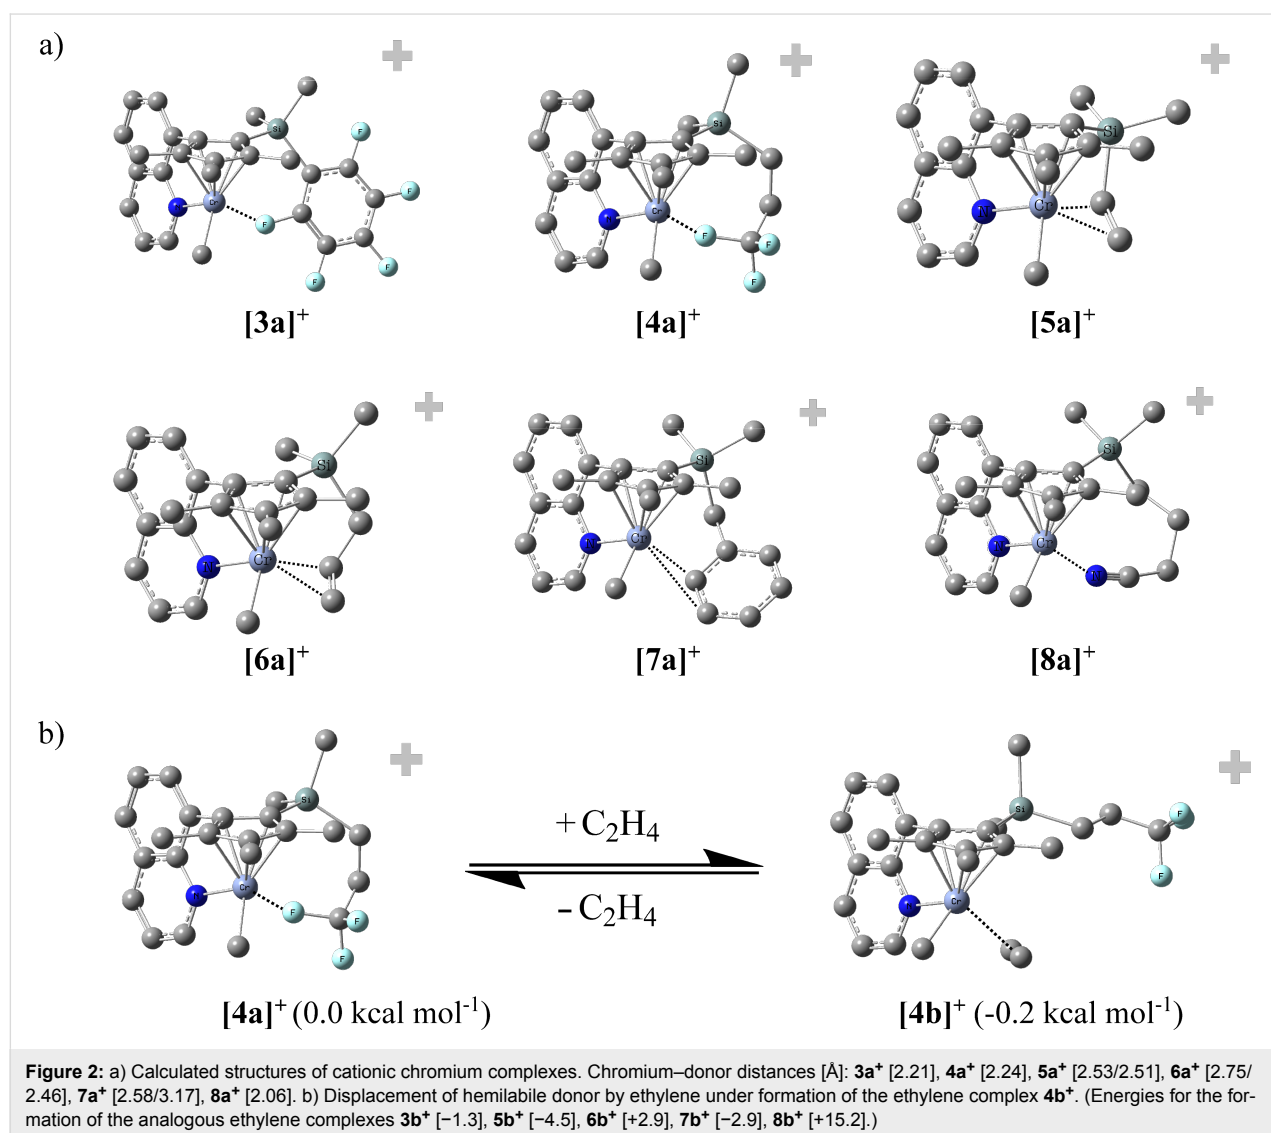 a)
Si F F F F F N Cr
Si F F F N Cr
Si N Cr
[3a]+ [4a]+ [5a]+
Si N Cr
Si N Cr
Si N Cr N
[6a]+ [7a]+ [8a]+
b)
Si N Cr F F F
+ C2H4
− C2H4
Si F F N Cr
[4a]+ (0.0 kcal mol-1) [4b]+ (-0.2 kcal mol-1)
Figure 2: a) Calculated structures of cationic chromium complexes. Chromium–donor distances [Å]: 3a+ [2.21], 4a+ [2.24], 5a+ [2.53/2.51], 6a+ [2.75/
2.46], 7a+ [2.58/3.17], 8a+ [2.06]. b) Displacement of hemilabile donor by ethylene under formation of the ethylene complex 4b+. (Energies for the for-
mation of the analogous ethylene complexes 3b+ [−1.3], 5b+ [−4.5], 6b+ [+2.9], 7b+ [−2.9], 8b+ [+15.2].)